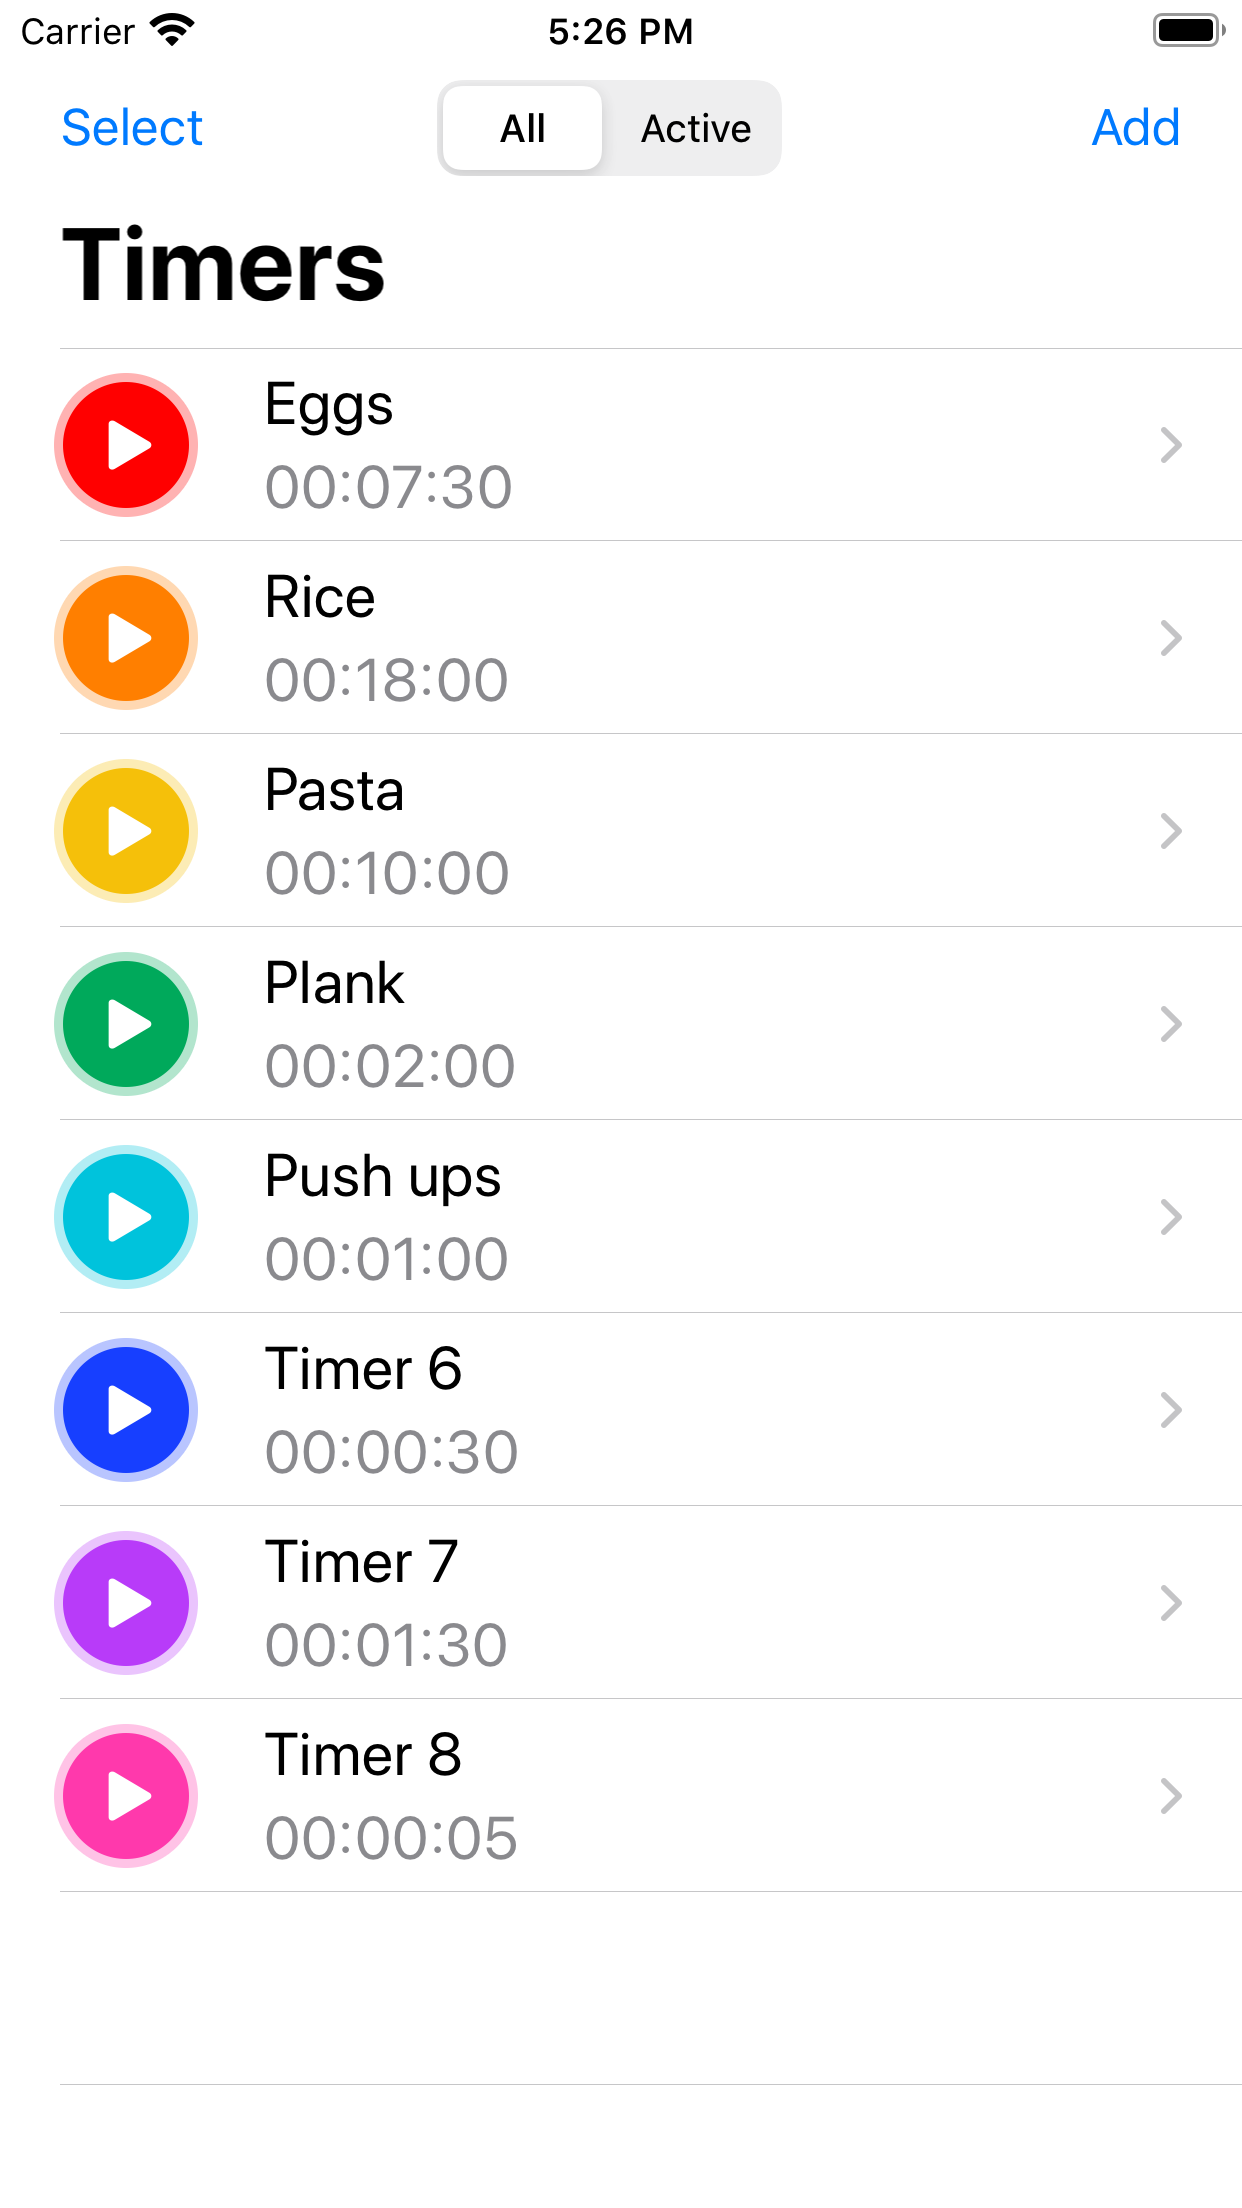 Carrier 5:26 PM
Select All Active Add
Timers
Eggs
00:07:30
Rice
00:18:00
Pasta
00:10:00
Plank
00:02:00
Push ups
00:01:00
Timer 6
00:00:30
Timer 7
00:01:30
Timer 8
00:00:05